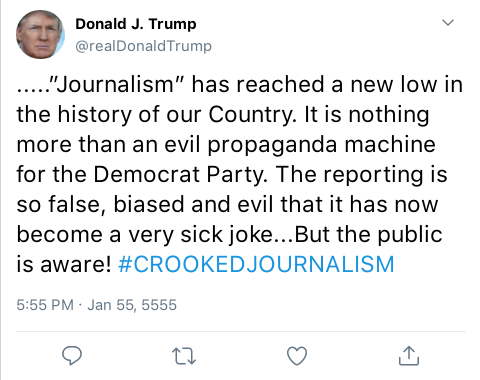 Donald J. Trump
@realDonaldTrump
.....”Journalism” has reached a new low in
the history of our Country. It is nothing
more than an evil propaganda machine
for the Democrat Party. The reporting is
so false, biased and evil that it has now
become a very sick joke...But the public
is aware! #CROOKEDJOURNALISM
5:55 PM · Jan 55, 5555